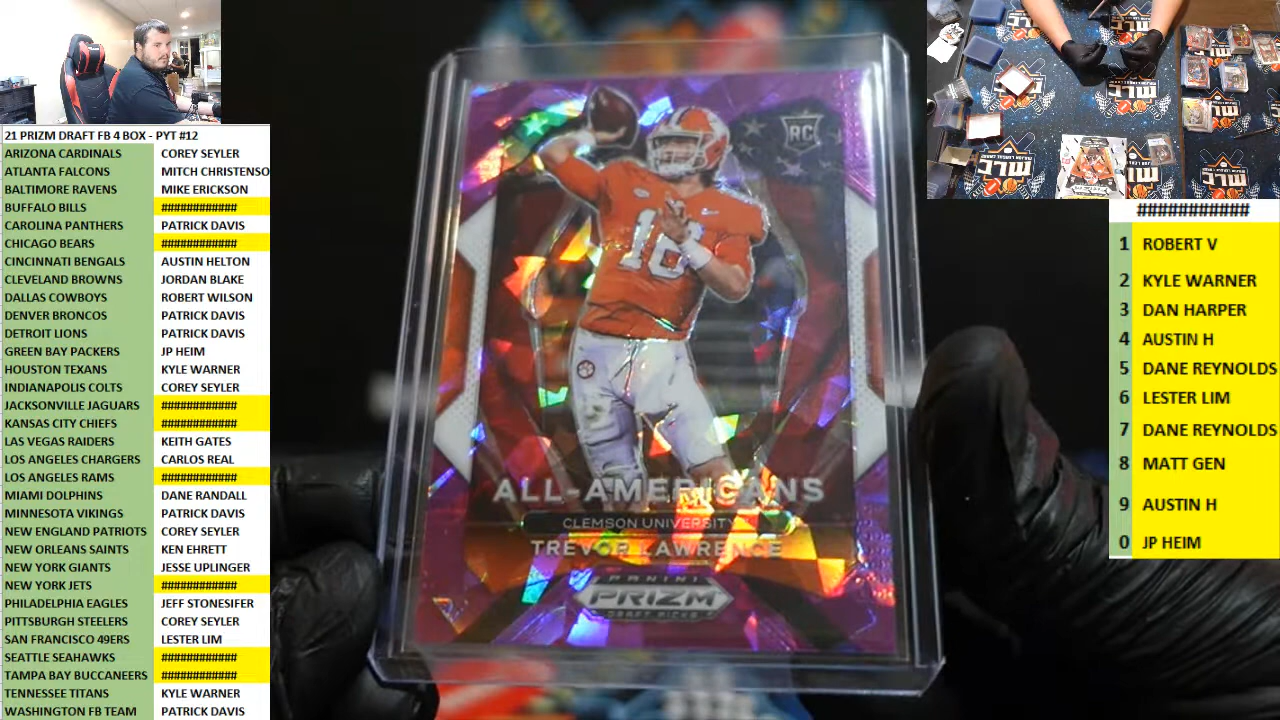 21 PRIZM DRAFT FB 4 BOX - PYT #12
ARIZONA CARDINALS COREY SEYLER
ATLANTA FALCONS MITCH CHRISTENSO
BALTIMORE RAVENS MIKE ERICKSON
BUFFALO BILLS ############
CAROLINA PANTHERS PATRICK DAVIS
CHICAGO BEARS ############
CINCINNATI BENGALS AUSTIN HELTON
CLEVELAND BROWNS JORDAN BLAKE
DALLAS COWBOYS ROBERT WILSON
DENVER BRONCOS PATRICK DAVIS
DETROIT LIONS PATRICK DAVIS
GREEN BAY PACKERS JP HEIM
HOUSTON TEXANS KYLE WARNER
INDIANAPOLIS COLTS COREY SEYLER
JACKSONVILLE JAGUARS ############
KANSAS CITY CHIEFS ############
LAS VEGAS RAIDERS KEITH GATES
LOS ANGELES CHARGERS CARLOS REAL
LOS ANGELES RAMS ############
MIAMI DOLPHINS DANE RANDALL
MINNESOTA VIKINGS PATRICK DAVIS
NEW ENGLAND PATRIOTS COREY SEYLER
NEW ORLEANS SAINTS KEN EHRETT
NEW YORK GIANTS JESSE UPLINGER
NEW YORK JETS ############
PHILADELPHIA EAGLES JEFF STONESIFER
PITTSBURGH STEELERS COREY SEYLER
SAN FRANCISCO 49ERS LESTER LIM
SEATTLE SEAHAWKS ############
TAMPA BAY BUCCANEERS ############
TENNESSEE TITANS KYLE WARNER
WASHINGTON FB TEAM PATRICK DAVIS
RC
16
ALL-AMERICANS
CLEMSON UNIVERSITY
TREVOR LAWRENCE
PANINI
PRIZM
DRAFT PICKS
###########
1 ROBERT V
2 KYLE WARNER
3 DAN HARPER
4 AUSTIN H
5 DANE REYNOLDS
6 LESTER LIM
7 DANE REYNOLDS
8 MATT GEN
9 AUSTIN H
0 JP HEIM